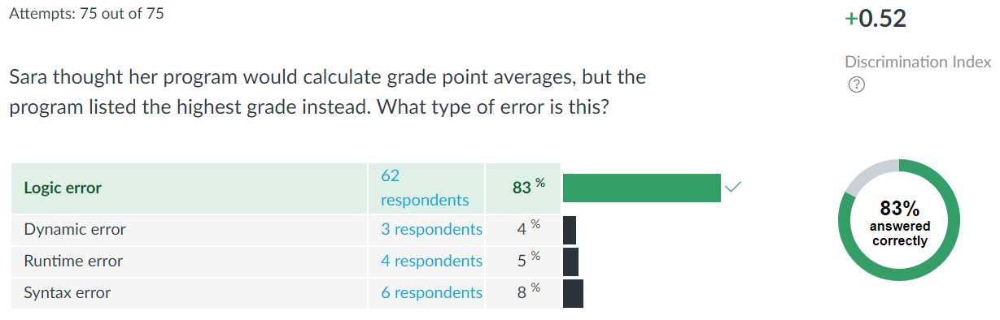 Attempts: 75 out of 75
+0.52
Discrimination Index
?
Sara thought her program would calculate grade point averages, but the
program listed the highest grade instead. What type of error is this?
Logic error
62
respondents
83 %
Dynamic error
3 respondents
4 %
Runtime error
4 respondents
5 %
Syntax error
6 respondents
8 %
83%
answered
correctly